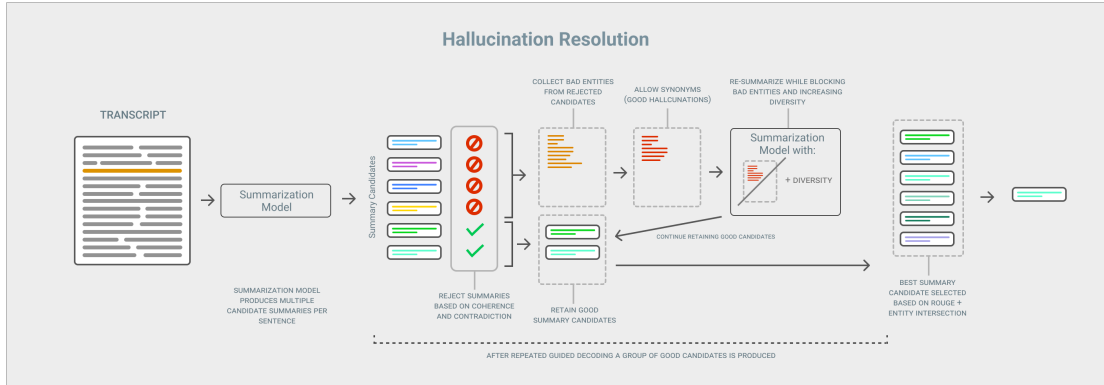 Hallucination Resolution
TRANSCRIPT
Summarization
Model
SUMMARIZATION MODEL
PRODUCES MULTIPLE
CANDIDATE SUMMARIES PER
SENTENCE
Summary Candidates
REJECT SUMMARIES
BASED ON COHERENCE
AND CONTRADICTION
COLLECT BAD ENTITIES
FROM REJECTED
CANDIDATES
ALLOW SYNONYMS
(GOOD HALLCUNATIONS)
RE-SUMMARIZE WHILE BLOCKING
BAD ENTITIES AND INCREASING
DIVERSITY
Summarization
Model with:
+ DIVERSITY
CONTINUE RETAINING GOOD CANDIDATES
RETAIN GOOD
SUMMARY CANDIDATES
BEST SUMMARY
CANDIDATE SELECTED
BASED ON ROUGE +
ENTITY INTERSECTION
AFTER REPEATED GUIDED DECODING A GROUP OF GOOD CANDIDATES IS PRODUCED